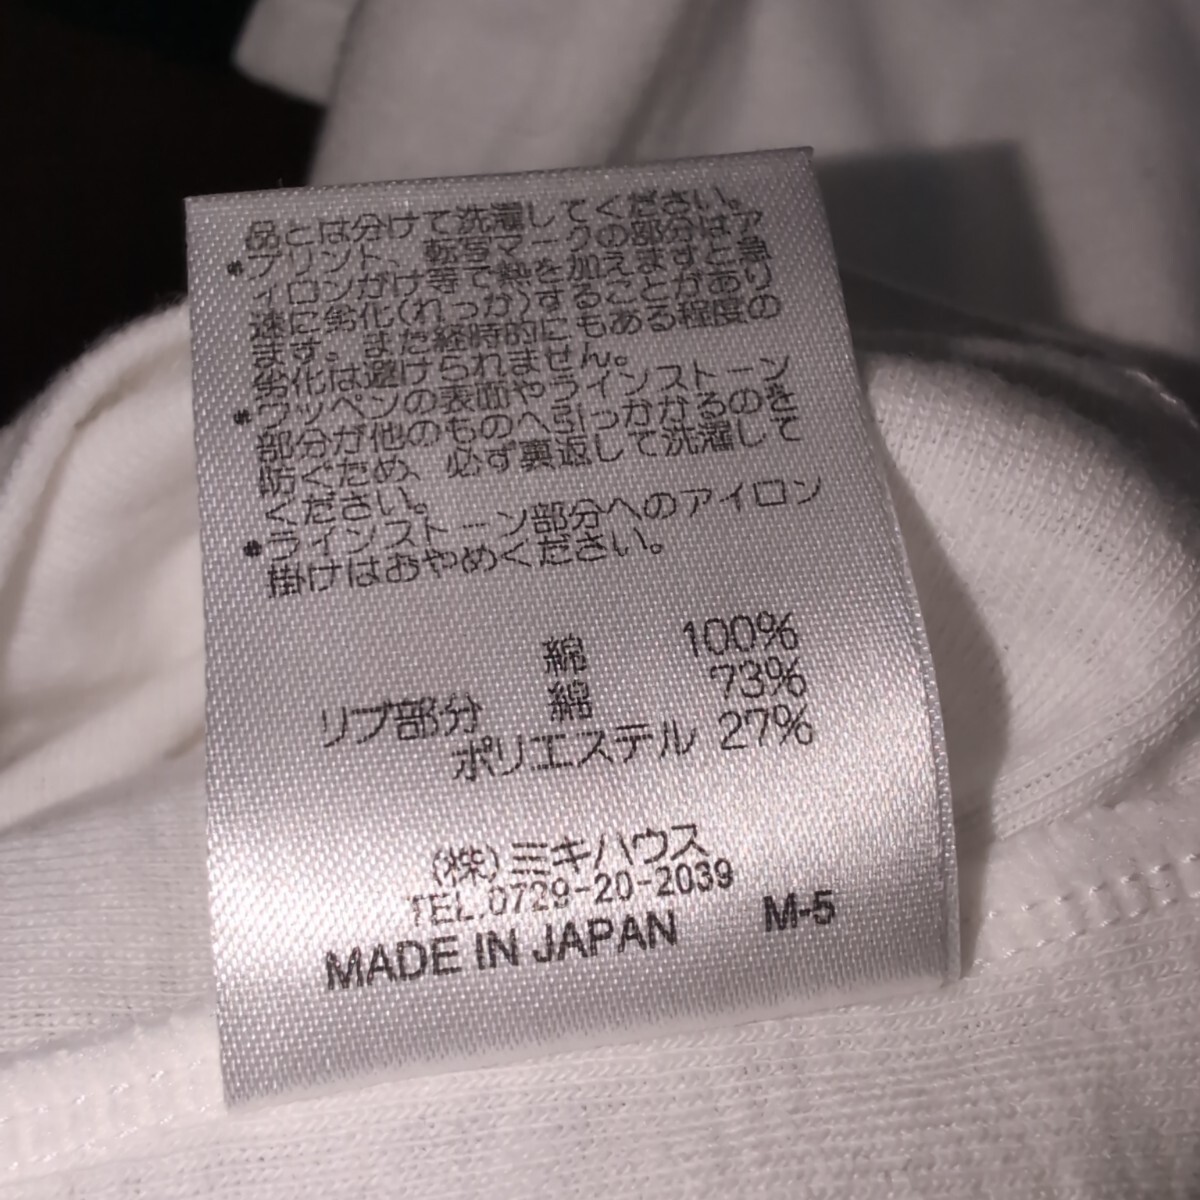 品とは分けて洗濯してください。
•プリント、転写マークの部分はア
イロンがけ等で熱を加えますと急
速に劣化(れっか)することがあり
ます。また経時的にもある程度の
劣化は避けられません。
•ワッペンの表面やラインストーン
部分が他のものへ引っかかるのを
防ぐため、必ず裏返して洗濯して
ください。
•ラインストーン部分へのアイロン
掛けはおやめください。
綿 100%
リブ部分 綿 73%
ポリエステル 27%
(株)ミキハウス
TEL.0729-20-2039
MADE IN JAPAN M-5